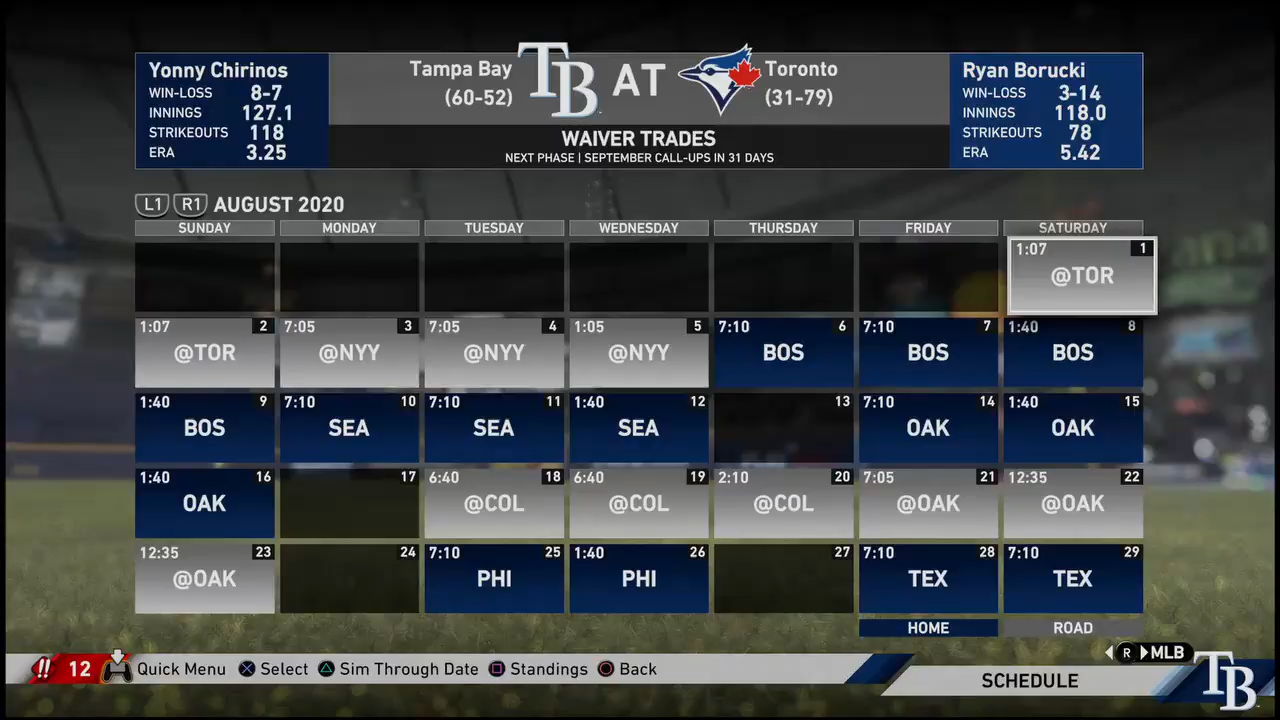 Yonny Chirinos
WIN-LOSS 8-7
INNINGS 127.1
STRIKEOUTS 118
ERA 3.25
Tampa Bay
(60-52)
TB
AT
Toronto
(31-79)
WAIVER TRADES
NEXT PHASE | SEPTEMBER CALL-UPS IN 31 DAYS
Ryan Borucki
WIN-LOSS 3-14
INNINGS 118.0
STRIKEOUTS 78
ERA 5.42
L1 R1 AUGUST 2020
SUNDAY MONDAY TUESDAY WEDNESDAY THURSDAY FRIDAY SATURDAY
1:07 1
@TOR
1:07 2 7:05 3 7:05 4 1:05 5 7:10 6 7:10 7 1:40 8
@TOR @NYY @NYY @NYY BOS BOS BOS
1:40 9 7:10 10 7:10 11 1:40 12 13 7:10 14 1:40 15
BOS SEA SEA SEA OAK OAK
1:40 16 17 6:40 18 6:40 19 2:10 20 7:05 21 12:35 22
OAK @COL @COL @COL @OAK @OAK
12:35 23 24 7:10 25 1:40 26 27 7:10 28 7:10 29
@OAK PHI PHI TEX TEX
HOME ROAD
R MLB
!! 12 Quick Menu Select Sim Through Date Standings Back
SCHEDULE
TB